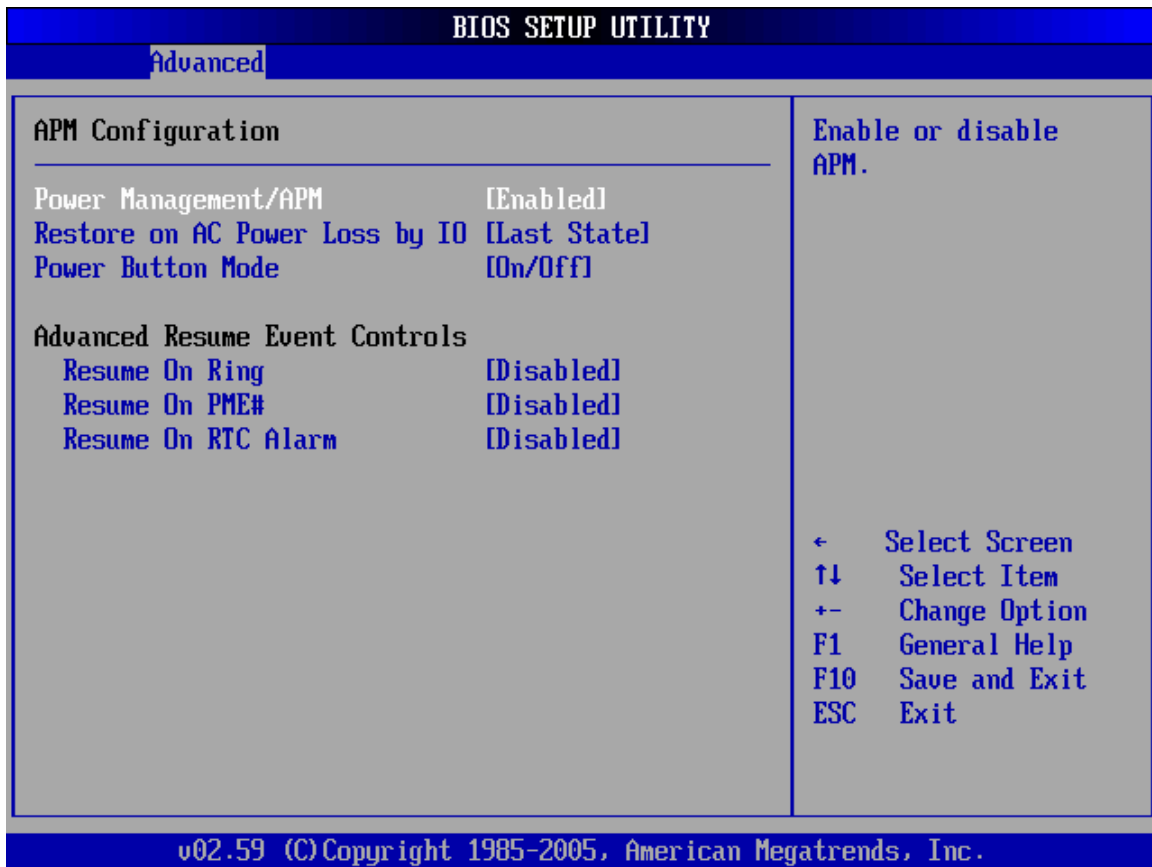 BIOS SETUP UTILITY
Advanced
APM Configuration
Power Management/APM [Enabled]
Restore on AC Power Loss by IO [Last State]
Power Button Mode [On/Off]
Advanced Resume Event Controls
Resume On Ring [Disabled]
Resume On PME# [Disabled]
Resume On RTC Alarm [Disabled]
Enable or disable
APM.
← Select Screen
↑↓ Select Item
+- Change Option
F1 General Help
F10 Save and Exit
ESC Exit
v02.59 (C)Copyright 1985-2005, American Megatrends, Inc.